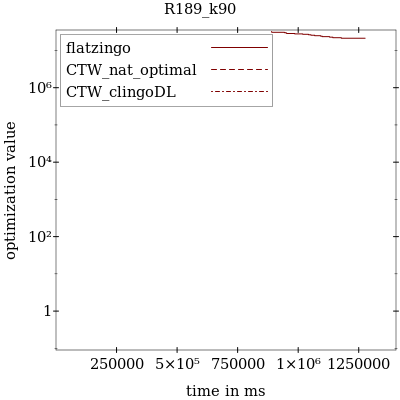 R189_k90
flatzingo
CTW_nat_optimal
CTW_clingoDL
10⁶
10⁴
10²
1
optimization value
250000 5×10⁵ 750000 1×10⁶ 1250000
time in ms